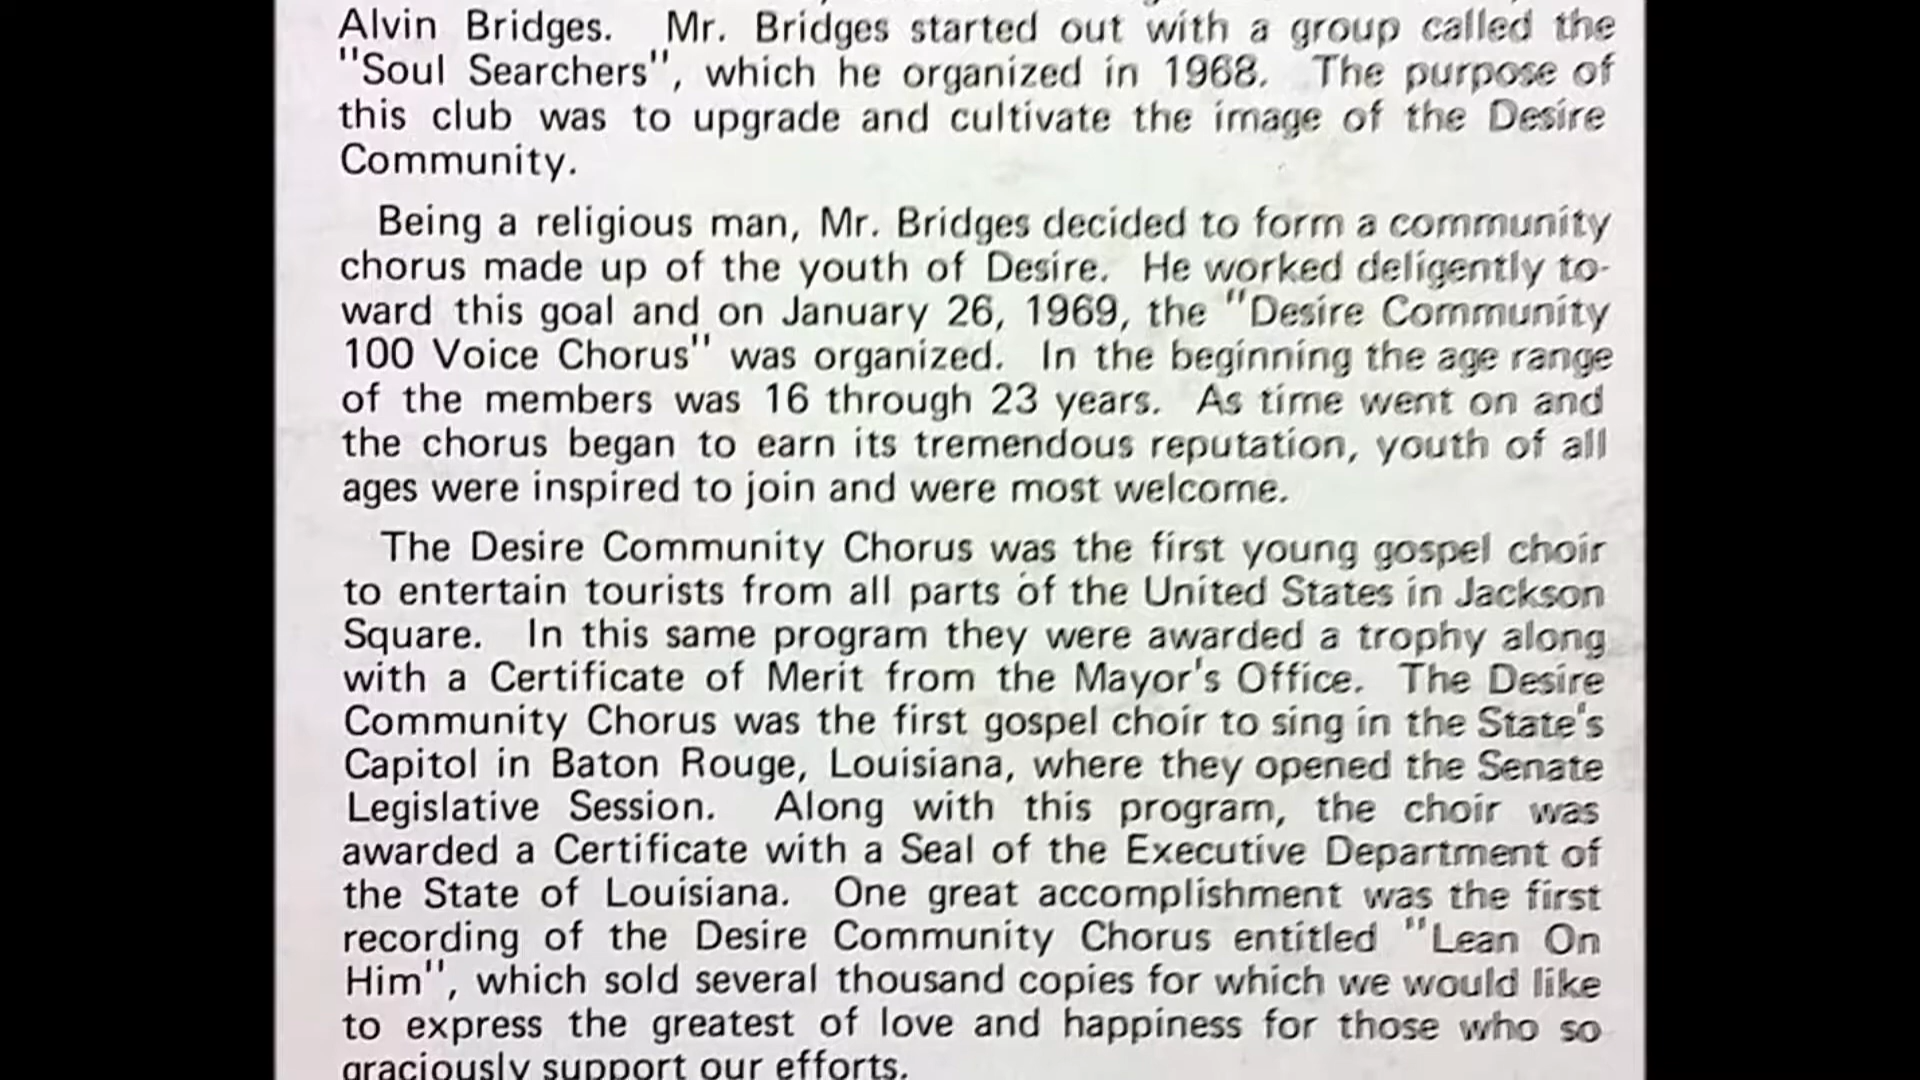 Alvin Bridges. Mr. Bridges started out with a group called the
"Soul Searchers", which he organized in 1968. The purpose of
this club was to upgrade and cultivate the image of the Desire
Community.
Being a religious man, Mr. Bridges decided to form a community
chorus made up of the youth of Desire. He worked deligently to-
ward this goal and on January 26, 1969, the "Desire Community
100 Voice Chorus" was organized. In the beginning the age range
of the members was 16 through 23 years. As time went on and
the chorus began to earn its tremendous reputation, youth of all
ages were inspired to join and were most welcome.
The Desire Community Chorus was the first young gospel choir
to entertain tourists from all parts of the United States in Jackson
Square. In this same program they were awarded a trophy along
with a Certificate of Merit from the Mayor's Office. The Desire
Community Chorus was the first gospel choir to sing in the State's
Capitol in Baton Rouge, Louisiana, where they opened the Senate
Legislative Session. Along with this program, the choir was
awarded a Certificate with a Seal of the Executive Department of
the State of Louisiana. One great accomplishment was the first
recording of the Desire Community Chorus entitled "Lean On
Him", which sold several thousand copies for which we would like
to express the greatest of love and happiness for those who so
graciously support our efforts.